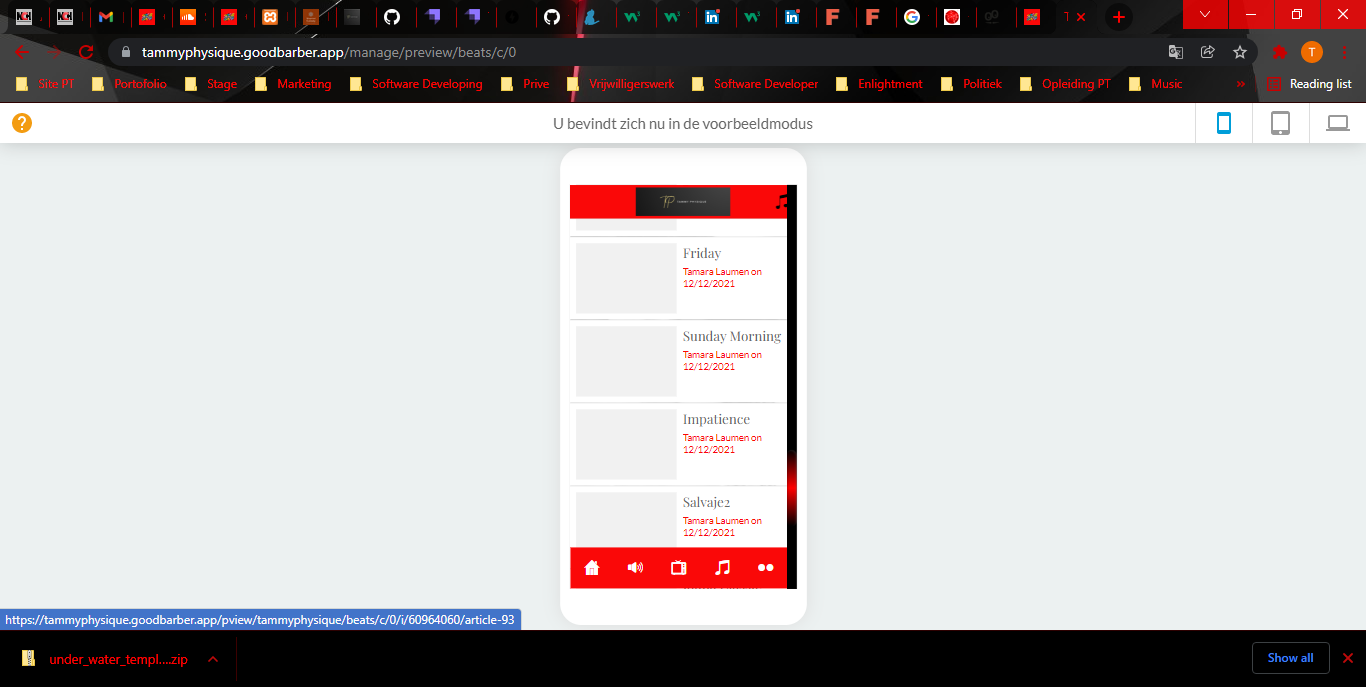 T
tammyphysique.goodbarber.app/manage/preview/beats/c/0
T
Site PT
Portofolio
Stage
Marketing
Software Developing
Prive
Vrijwilligerswerk
Software Developer
Enlightment
Politiek
Opleiding PT
Music
»
Reading list
?
U bevindt zich nu in de voorbeeldmodus
TP TAMMY PHYSIQUE
Friday
Tamara Laumen on
12/12/2021
Sunday Morning
Tamara Laumen on
12/12/2021
Impatience
Tamara Laumen on
12/12/2021
Salvaje2
Tamara Laumen on
12/12/2021
https://tammyphysique.goodbarber.app/pview/tammyphysique/beats/c/0/i/60964060/article-93
under_water_templ....zip
Show all